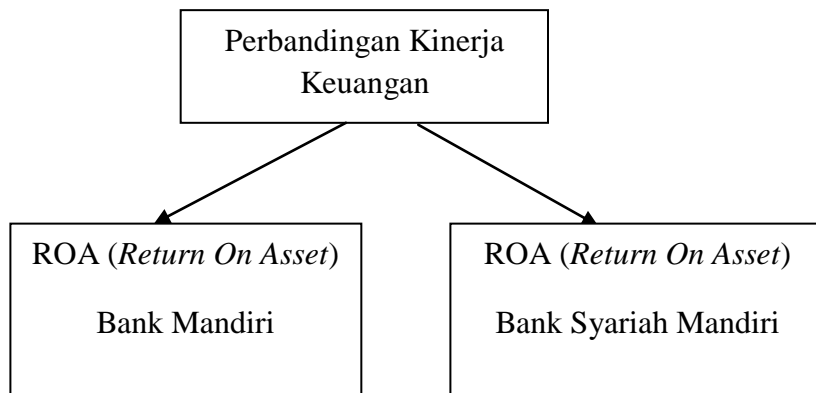 Perbandingan Kinerja
Keuangan
ROA (Return On Asset)
Bank Mandiri
ROA (Return On Asset)
Bank Syariah Mandiri